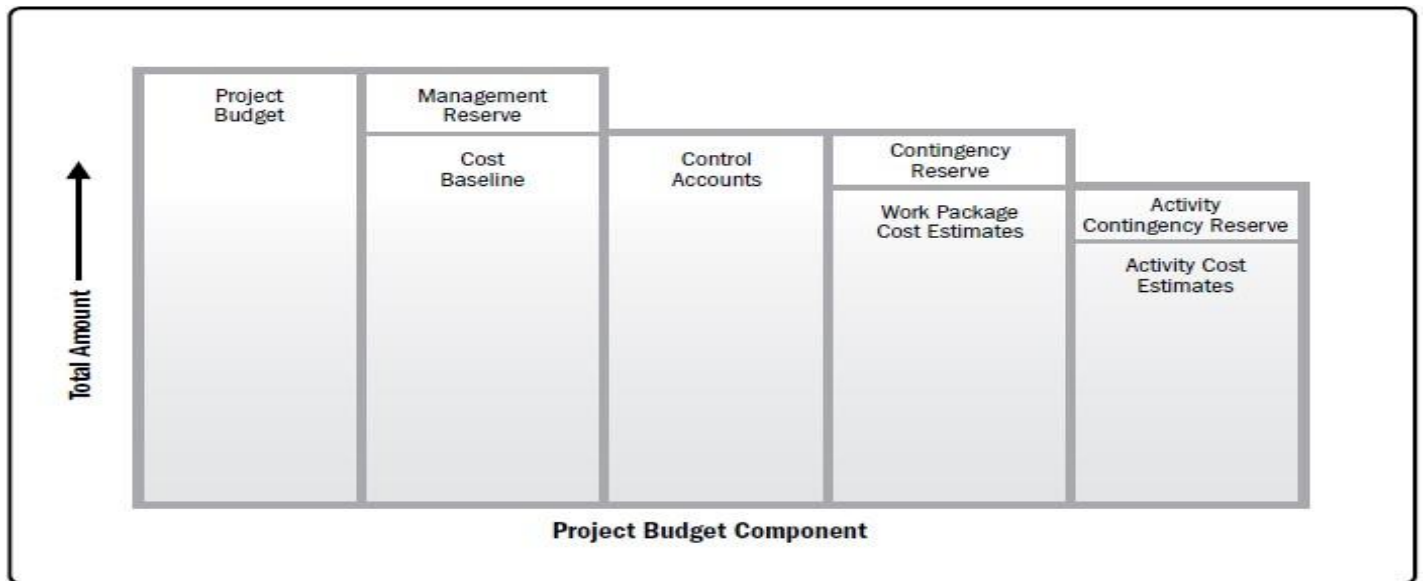 Project
Budget
Management
Reserve
Cost
Baseline
Control
Accounts
Contingency
Reserve
Work Package
Cost Estimates
Activity
Contingency Reserve
Activity Cost
Estimates
Total Amount
Project Budget Component